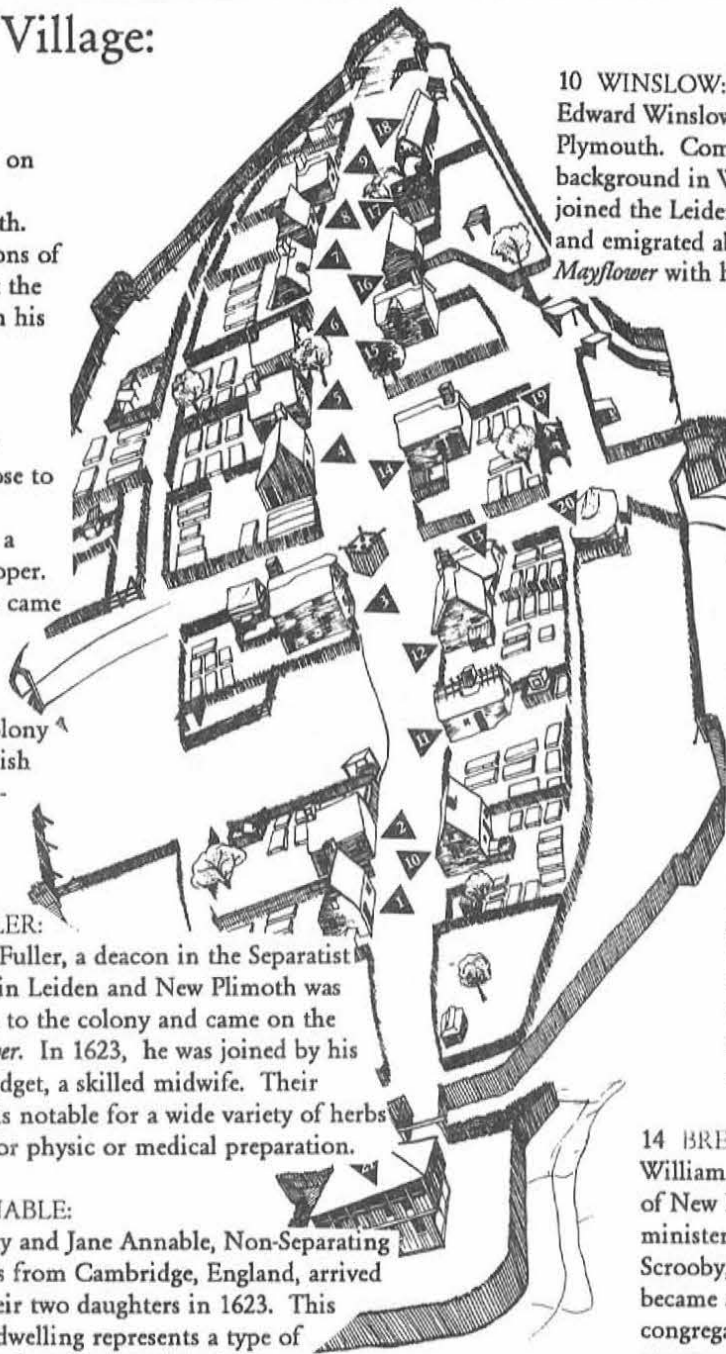 Village:
on
th.
ons of
the
n his
ose to
a
oper.
came
olony
ish
-
LER:
Fuller, a deacon in the Separatist
in Leiden and New Plimoth was
to the colony and came on the
er. In 1623, he was joined by his
dget, a skilled midwife. Their
as notable for a wide variety of herbs
or physic or medical preparation.
NABLE:
y and Jane Annable, Non-Separating
s from Cambridge, England, arrived
eir two daughters in 1623. This
dwelling represents a type of
18
9
17
8
7
16
6
15
5
19
4
14
20
13
3
12
11
2
10
1
21
10 WINSLOW:
Edward Winslow
Plymouth. Com
background in W
joined the Leide
and emigrated al
Mayflower with h
14 BRE
William
of New
minister
Scrooby,
became
congega